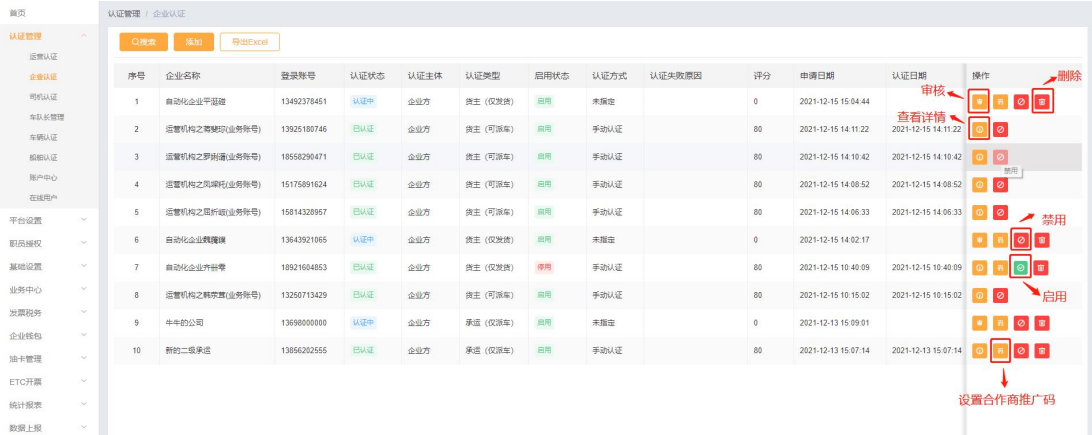 首页
认证管理 / 企业认证
认证管理
运营认证
企业认证
司机认证
车队长管理
车辆认证
船舶认证
账户中心
在线用户
平台设置
职员授权
基础设置
业务中心
发票税务
企业钱包
油卡管理
ETC开票
统计报表
数据上报
搜索 添加 导出Excel
序号 企业名称 登录账号 认证状态 认证主体 认证类型 启用状态 认证方式 认证失败原因 评分 申请日期 认证日期 操作
1 自动化企业平滠碰 13492378451 认证中 企业方 货主（仅发货） 启用 未指定 0 2021-12-15 15:04:44
2 运营机构之 (业务账号) 13925180746 已认证 企业方 货主（可派车） 启用 手动认证 80 2021-12-15 14:11:22 2021-12-15 14:11:22
3 运营机构之罗 (业务账号) 18558290471 已认证 企业方 货主（可派车） 启用 手动认证 80 2021-12-15 14:10:42 2021-12-15 14:10:42
4 运营机构之凤 (业务账号) 15175891624 已认证 企业方 货主（可派车） 启用 手动认证 80 2021-12-15 14:08:52 2021-12-15 14:08:52
5 运营机构之屈折 (业务账号) 15814328957 已认证 企业方 货主（可派车） 启用 手动认证 80 2021-12-15 14:06:33 2021-12-15 14:06:33
6 自动化企业魏 13643921065 认证中 企业方 货主（仅发货） 启用 未指定 0 2021-12-15 14:02:17
7 自动化企业齐 18921604853 已认证 企业方 货主（仅发货） 停用 手动认证 80 2021-12-15 10:40:09 2021-12-15 10:40:09
8 运营机构之韩 (业务账号) 13250713429 已认证 企业方 货主（可派车） 启用 手动认证 80 2021-12-15 10:15:02 2021-12-15 10:15:02
9 牛牛的公司 13698000000 认证中 企业方 承运（仅派车） 启用 未指定 0 2021-12-13 15:09:01
10 新的二级承运 13856202555 已认证 企业方 承运（仅派车） 启用 手动认证 80 2021-12-13 15:07:14 2021-12-13 15:07:14
删除
审核
查看详情
禁用
禁用
启用
设置合作商推广码